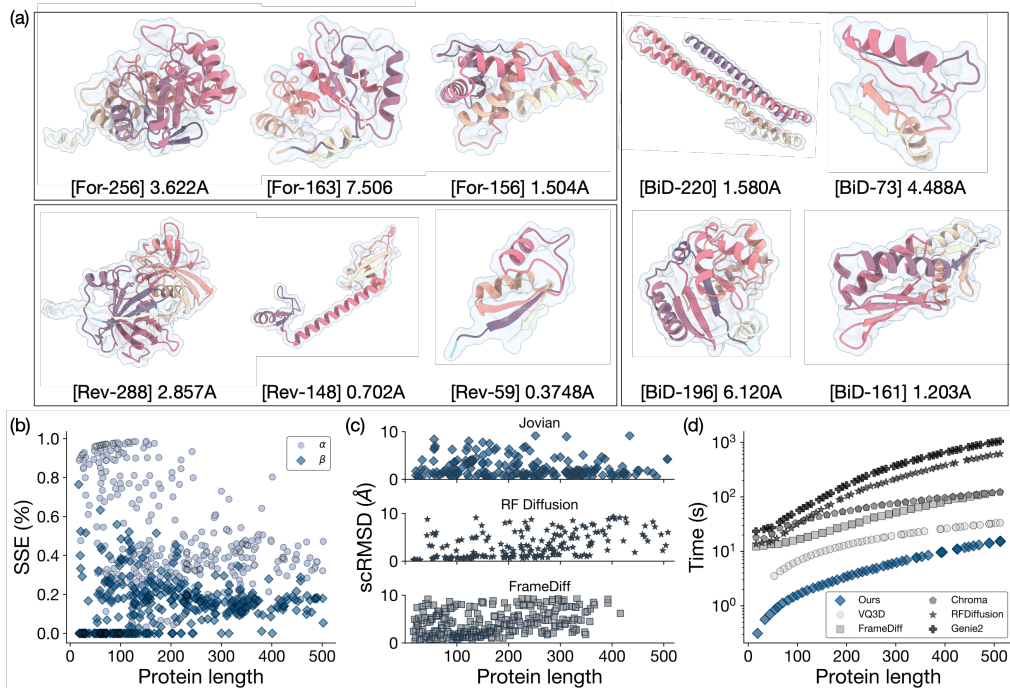 (a)
[For-256] 3.622A
[For-163] 7.506
[For-156] 1.504A
[BiD-220] 1.580A
[BiD-73] 4.488A
[Rev-288] 2.857A
[Rev-148] 0.702A
[Rev-59] 0.3748A
[BiD-196] 6.120A
[BiD-161] 1.203A
(b)
1.0
0.8
0.6
0.4
0.2
0.0
SSE (%)
α
β
0 100 200 300 400 500
Protein length
(c)
Jovian
10
0
RF Diffusion
10
0
FrameDiff
10
0
scRMSD (Å)
100 200 300 400 500
Protein length
(d)
10³
10²
10¹
10⁰
Time (s)
Ours
VQ3D
FrameDiff
Chroma
RFDiffusion
Genie2
0 100 200 300 400 500
Protein length